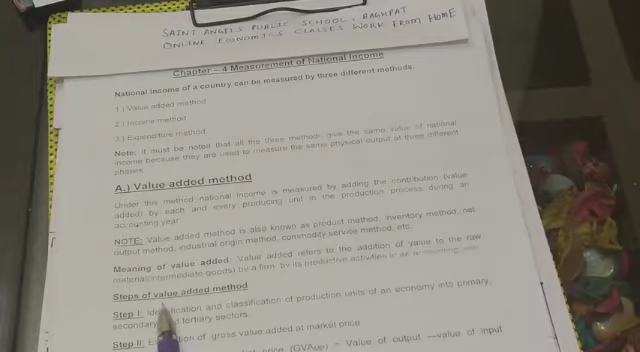 SAINT ANGELS PUBLIC SCHOOL, BAGHPAT
ONLINE ECONOMICS CLASSES WORK FROM HOME
Chapter – 4 Measurement of National Income
National income of a country can be measured by three different methods.
1.) Value added method
2.) Income method
3.) Expenditure method
Note: It must be noted that all the three methods give the same value of national
income because they are used to measure the same physical output at three different
phases.
A.) Value added method
Under this method national income is measured by adding the contribution (value
added) by each and every producing unit in the production process during an
accounting year.
NOTE: Value added method is also known as product method, inventory method, net
output method, industrial origin method, commodity service method, etc.
Meaning of value added: Value added refers to the addition of value to the raw
material(intermediate goods) by a firm, by its productive activities in an accounting year.
Steps of value added method
Step I: Identification and classification of production units of an economy into primary,
secondary and tertiary sectors.
Step II: of gross value added at market price
price (GVAMP) = Value of output —value of input